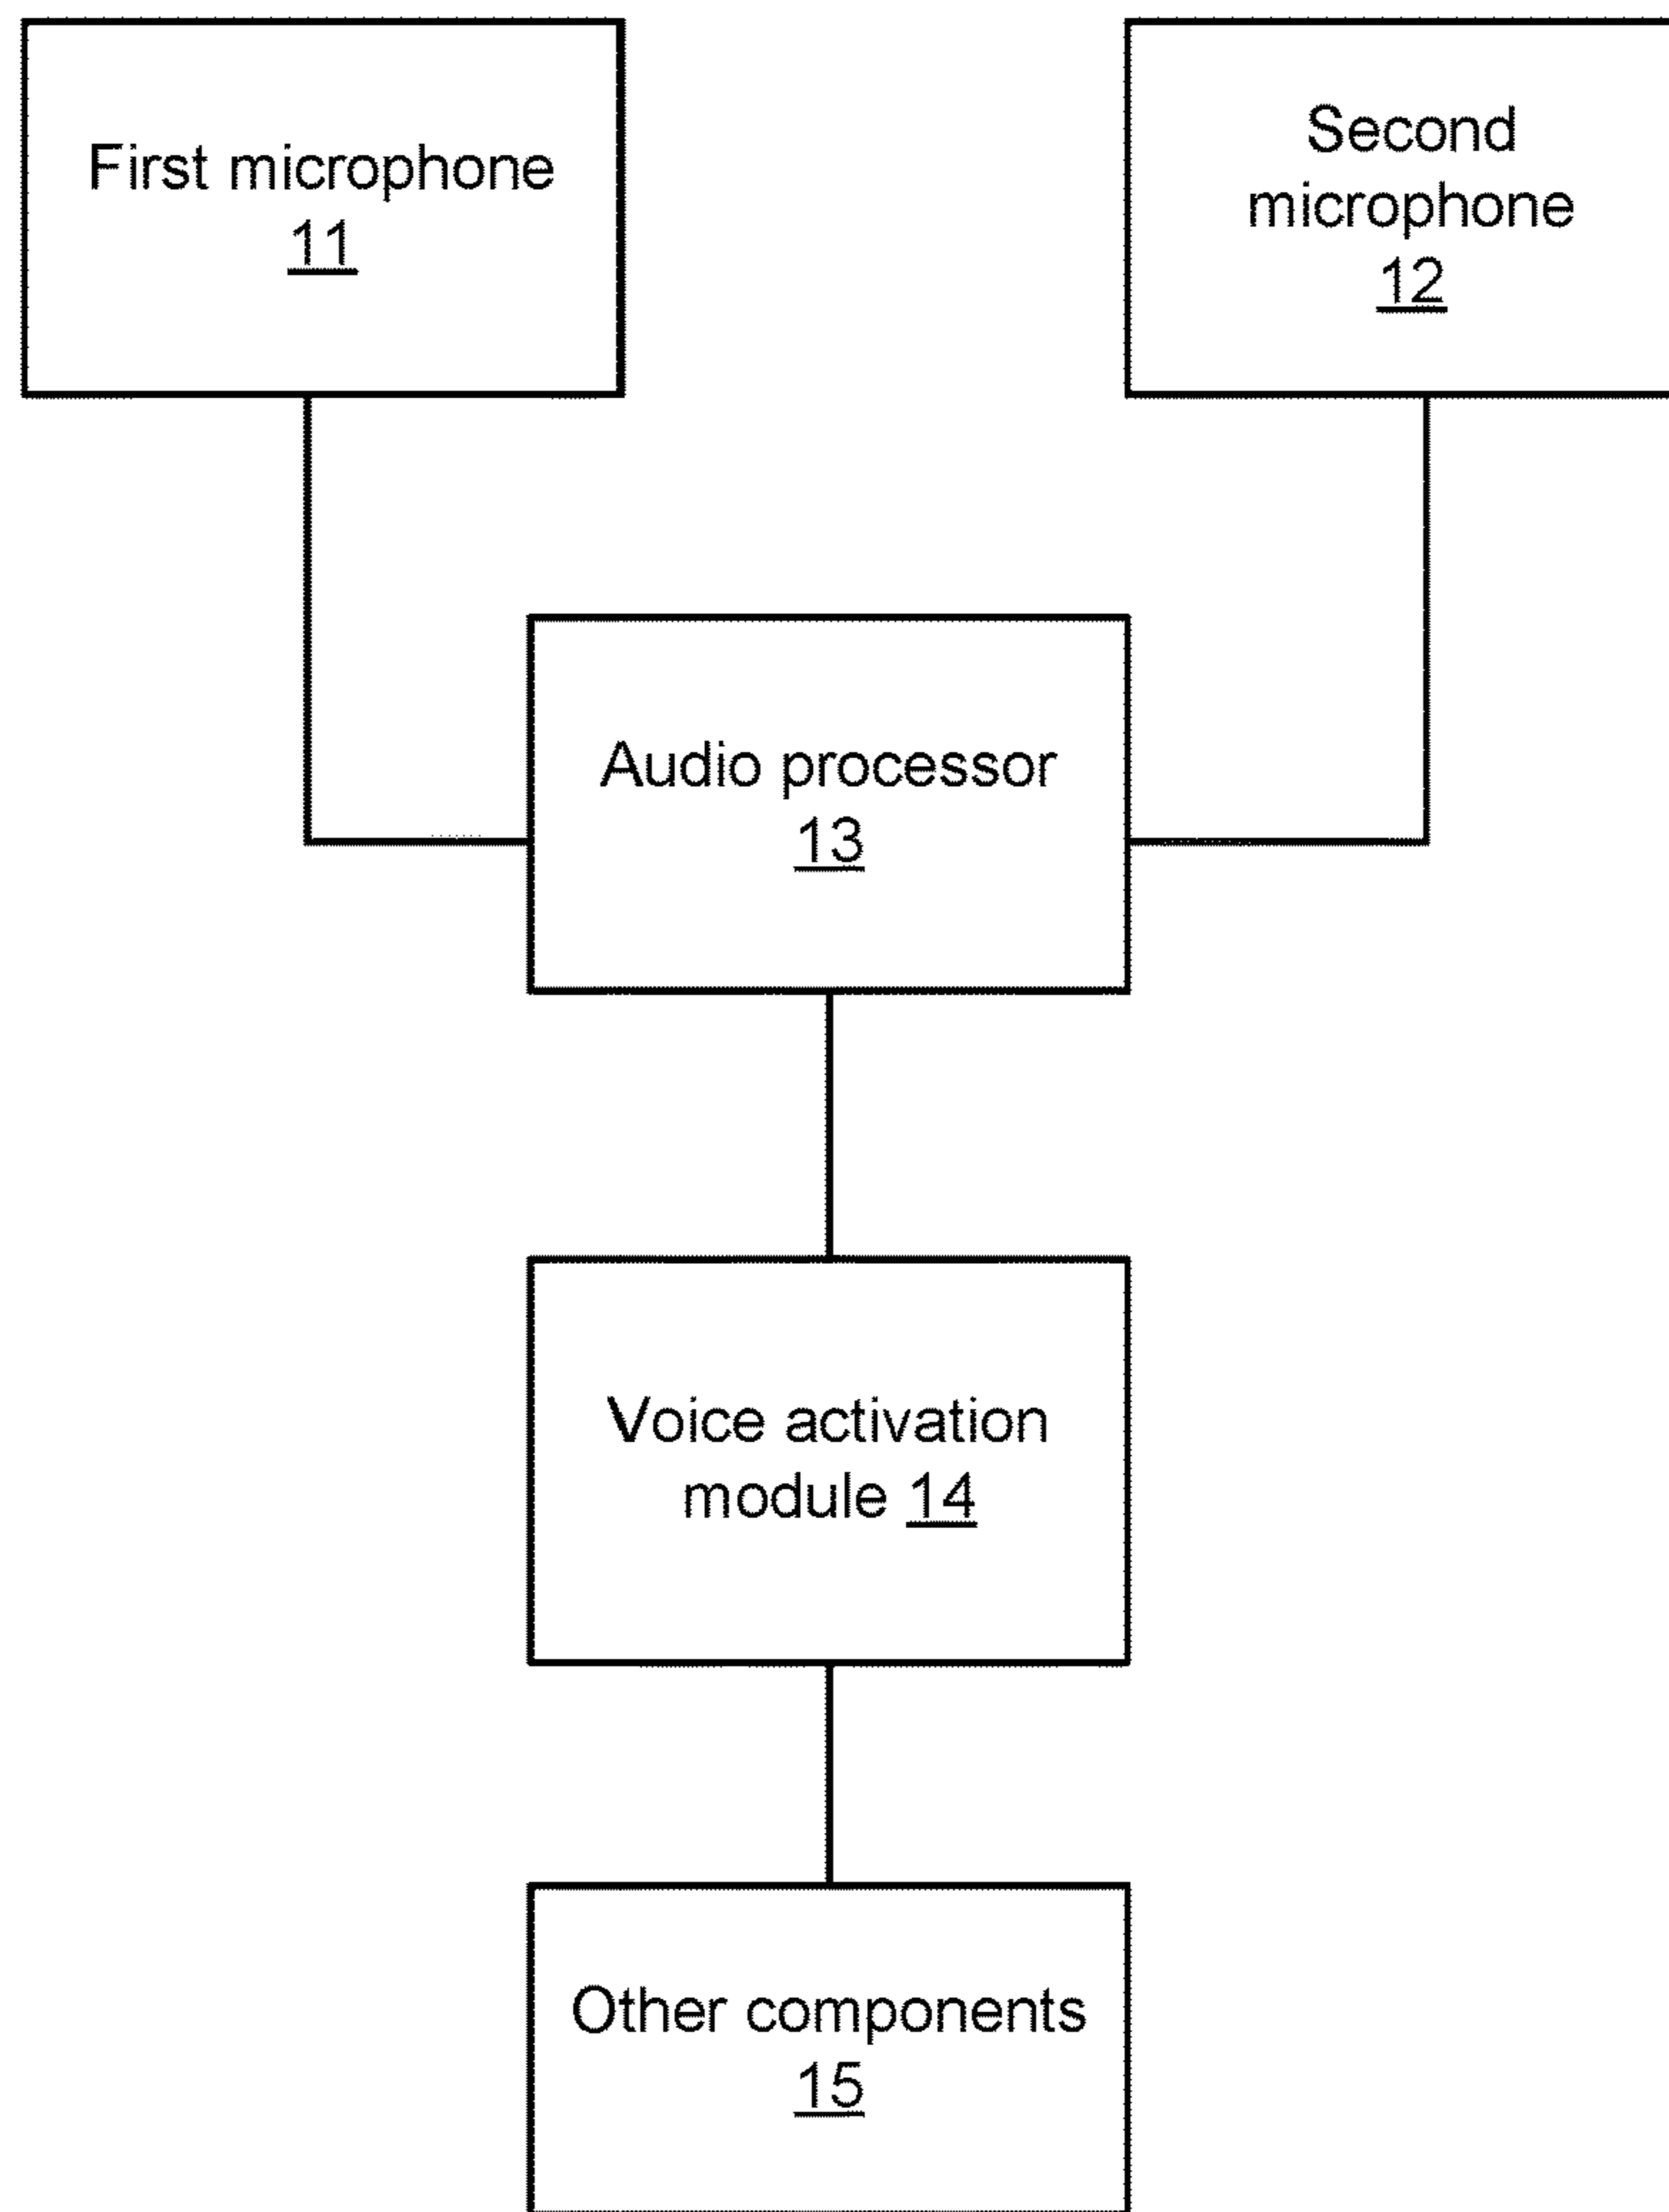 First microphone
11
Second
microphone
12
Audio processor
13
Voice activation
module 14
Other components
15